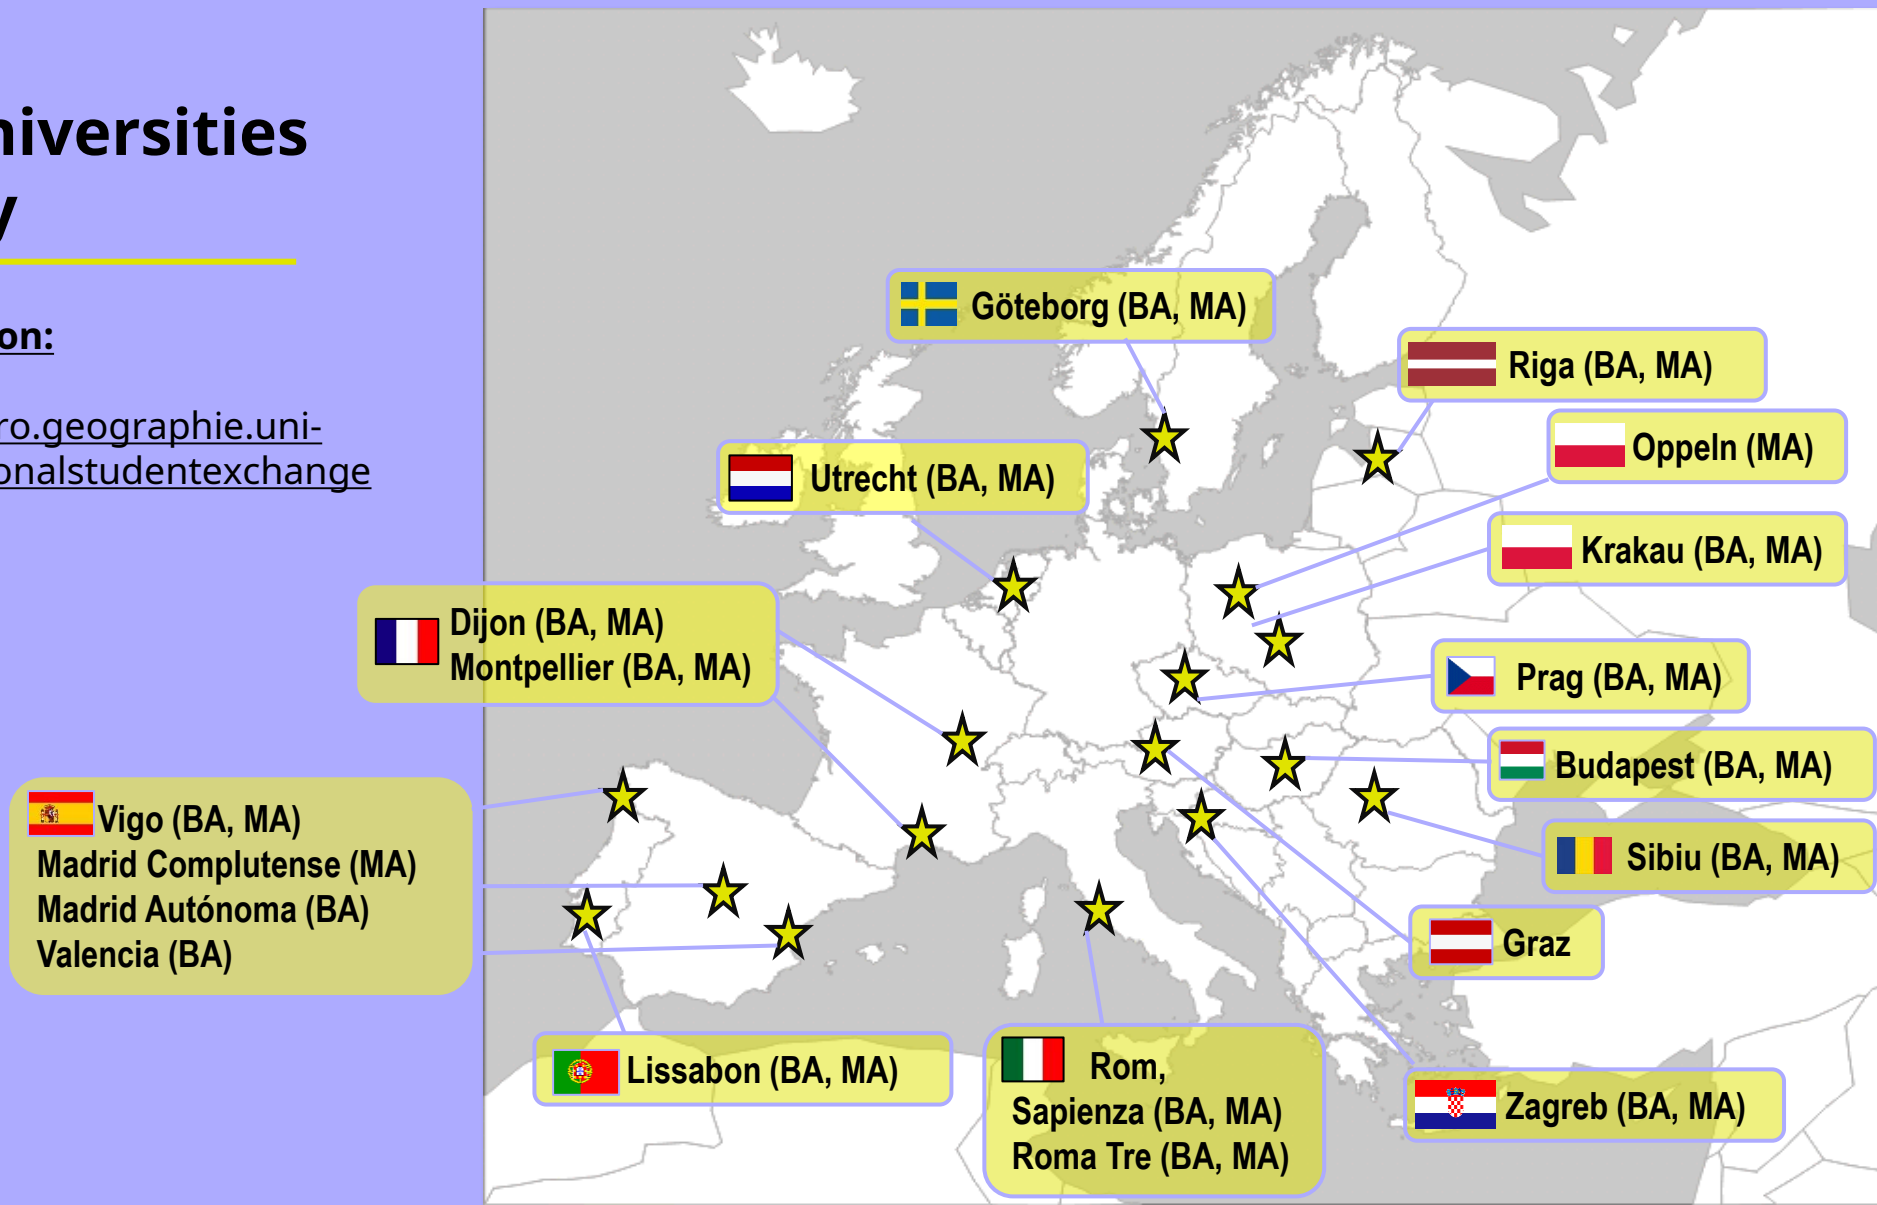 niversities
y
on:
ro.geographie.uni-
onalstudentexchange
Göteborg (BA, MA)
Riga (BA, MA)
Oppeln (MA)
Utrecht (BA, MA)
Krakau (BA, MA)
Dijon (BA, MA)
Montpellier (BA, MA)
Prag (BA, MA)
Budapest (BA, MA)
Vigo (BA, MA)
Madrid Complutense (MA)
Madrid Autónoma (BA)
Valencia (BA)
Sibiu (BA, MA)
Graz
Lissabon (BA, MA)
Rom,
Sapienza (BA, MA)
Roma Tre (BA, MA)
Zagreb (BA, MA)